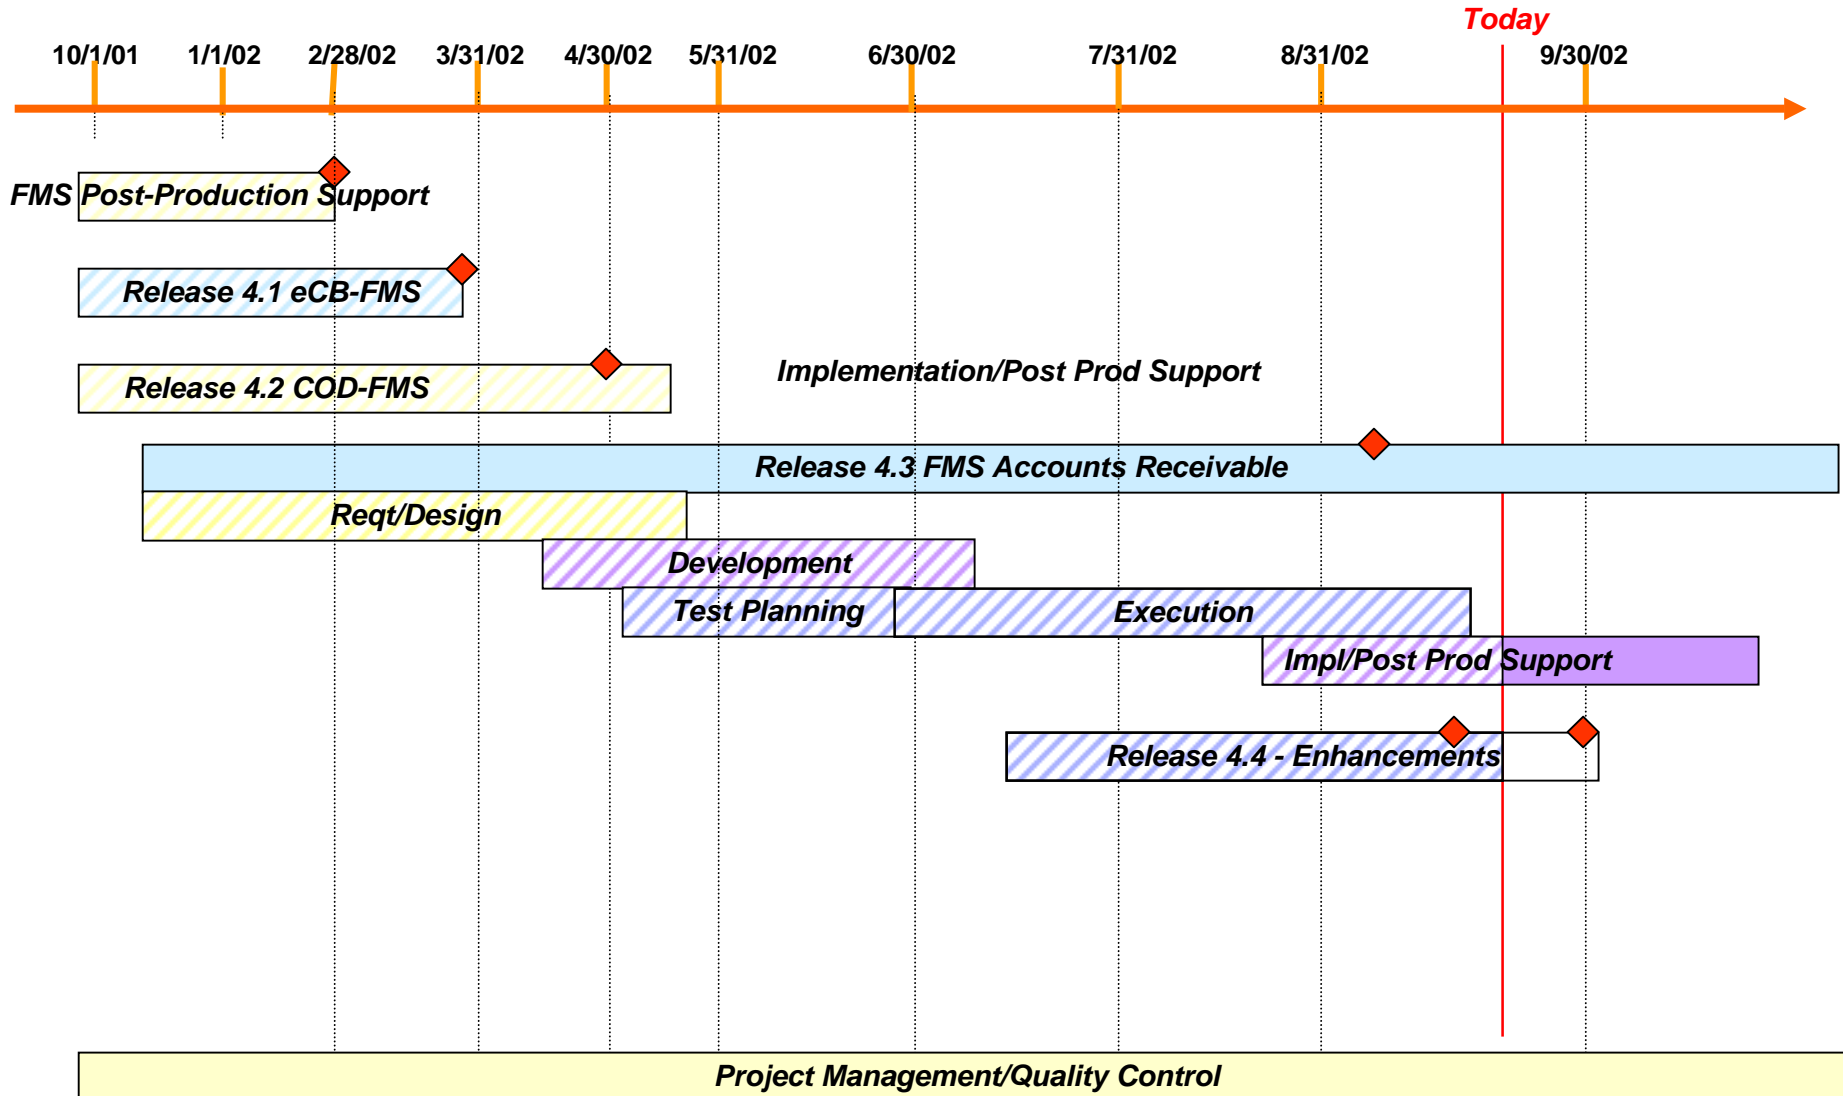 Today
10/1/01 1/1/02 2/28/02 3/31/02 4/30/02 5/31/02 6/30/02 7/31/02 8/31/02 9/30/02
FMS Post-Production Support
Release 4.1 eCB-FMS
Implementation/Post Prod Support
Release 4.2 COD-FMS
Release 4.3 FMS Accounts Receivable
Reqt/Design
Development
Test Planning Execution
Impl/Post Prod Support
Release 4.4 - Enhancements
Project Management/Quality Control